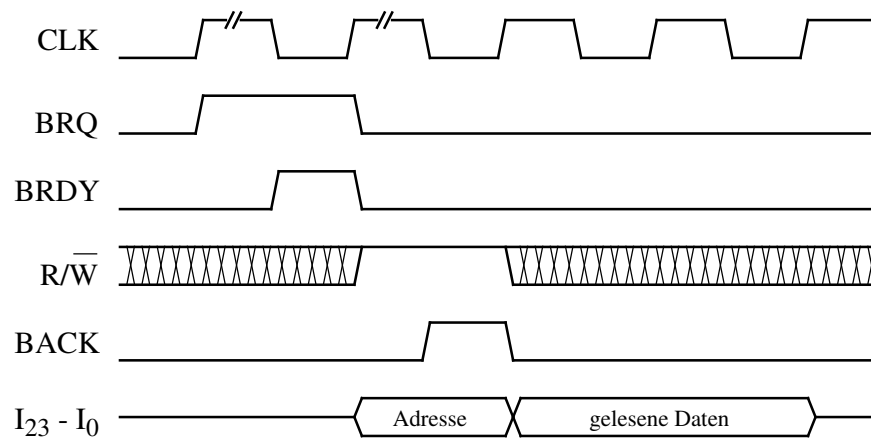 CLK
BRQ
BRDY
R/W̅
BACK
I₂₃ - I₀ Adresse gelesene Daten